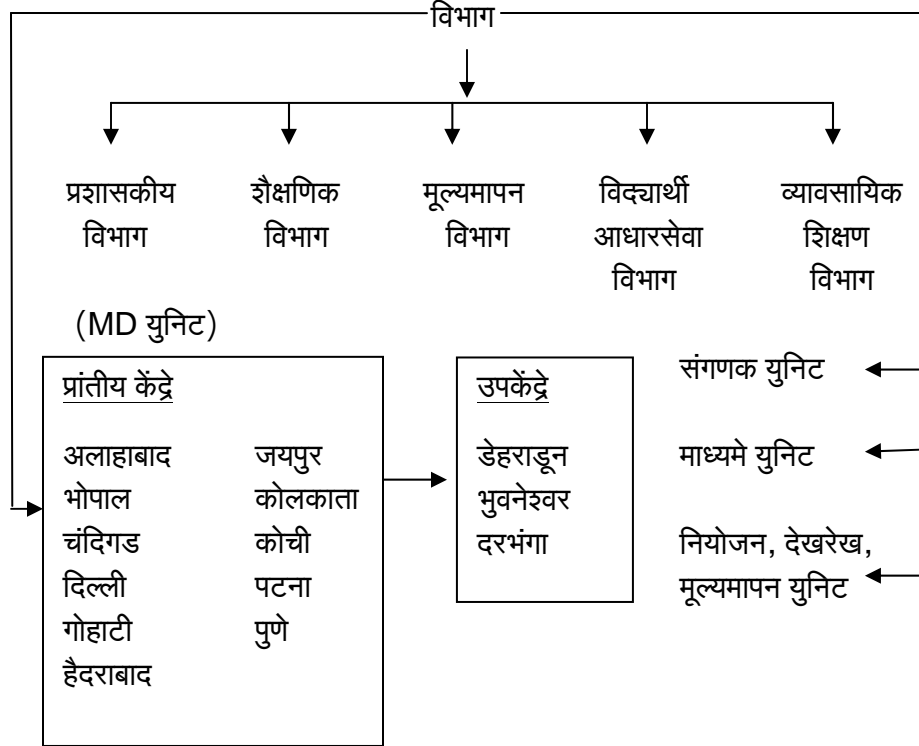 विभाग
प्रशासकीय
विभाग
शैक्षणिक
विभाग
मूल्यमापन
विभाग
विद्यार्थी
आधारसेवा
विभाग
व्यावसायिक
शिक्षण
विभाग
(MD युनिट)
प्रांतीय केंद्रे
अलाहाबाद
भोपाल
चंदिगड
दिल्ली
गोहाटी
हैदराबाद
जयपुर
कोलकाता
कोची
पटना
पुणे
उपकेंद्रे
डेहराडून
भुवनेश्वर
दरभंगा
संगणक युनिट
माध्यमे युनिट
नियोजन, देखरेख,
मूल्यमापन युनिट